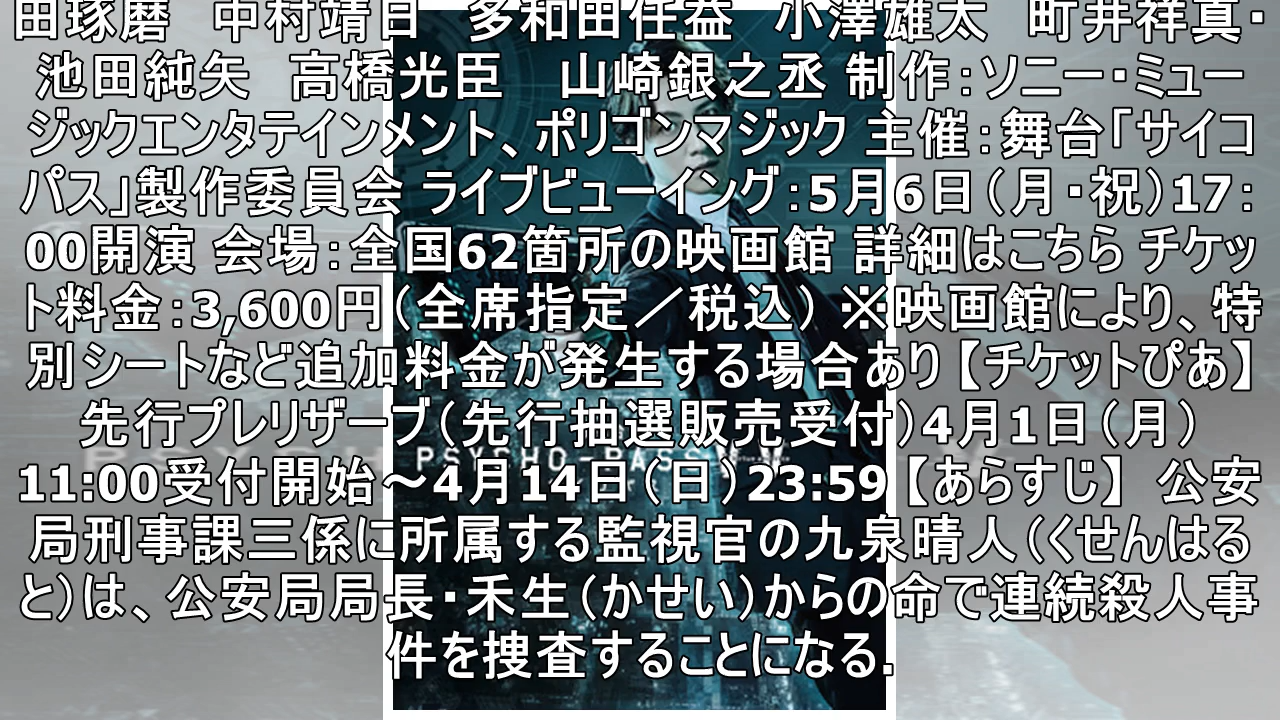 田琢磨　中村靖日　多和田任益　小澤雄太　町井祥真・
池田純矢　高橋光臣　山崎銀之丞 制作：ソニー・ミュー
ジックエンタテインメント、ポリゴンマジック 主催：舞台「サイコ
パス」製作委員会 ライブビューイング：5月6日（月・祝）17：
00開演 会場：全国62箇所の映画館 詳細はこちら チケッ
ト料金：3,600円（全席指定／税込） ※映画館により、特
別シートなど追加料金が発生する場合あり【チケットぴあ】
先行プレリザーブ（先行抽選販売受付）4月1日（月）
PSYCHO-PASS
11:00受付開始～4月14日（日）23:59 【あらすじ】 公安
局刑事課三係に所属する監視官の九泉晴人（くせんはる
と）は、公安局局長・禾生（かせい）からの命で連続殺人事
件を捜査することになる.